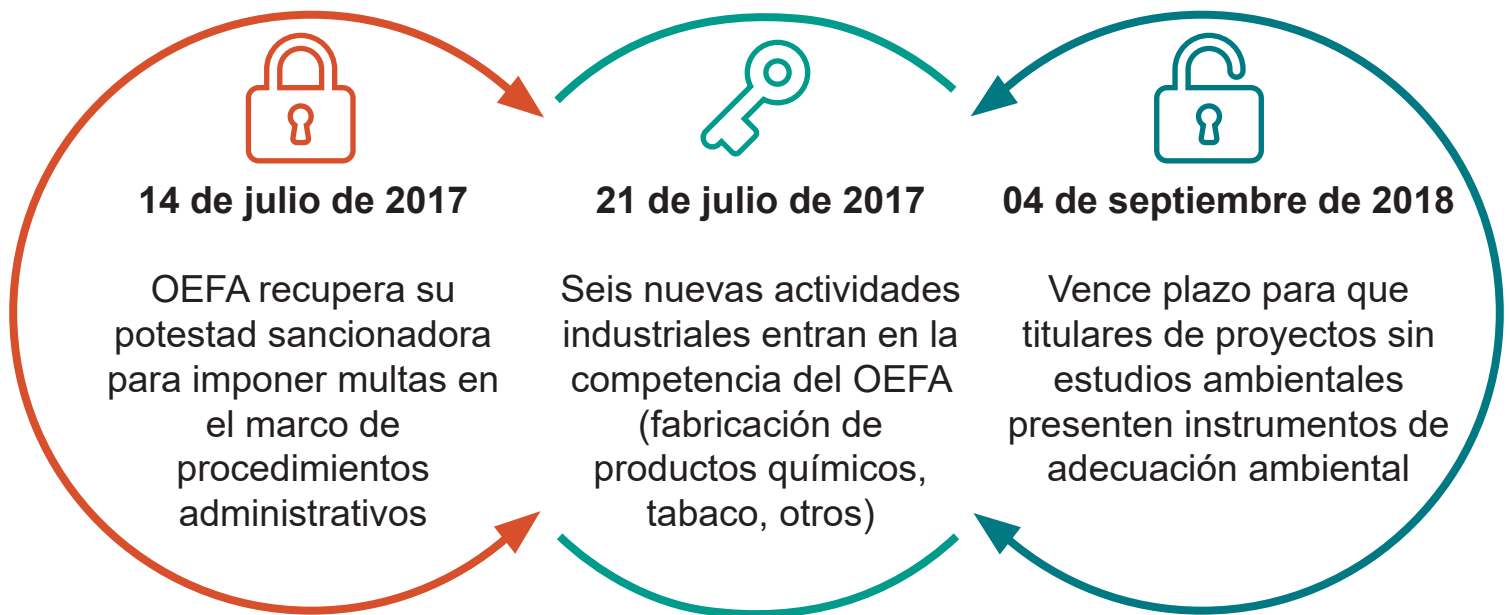 14 de julio de 2017
OEFA recupera su
potestad sancionadora
para imponer multas en
el marco de
procedimientos
administrativos
21 de julio de 2017
Seis nuevas actividades
industriales entran en la
competencia del OEFA
(fabricación de
productos químicos,
tabaco, otros)
04 de septiembre de 2018
Vence plazo para que
titulares de proyectos sin
estudios ambientales
presenten instrumentos de
adecuación ambiental